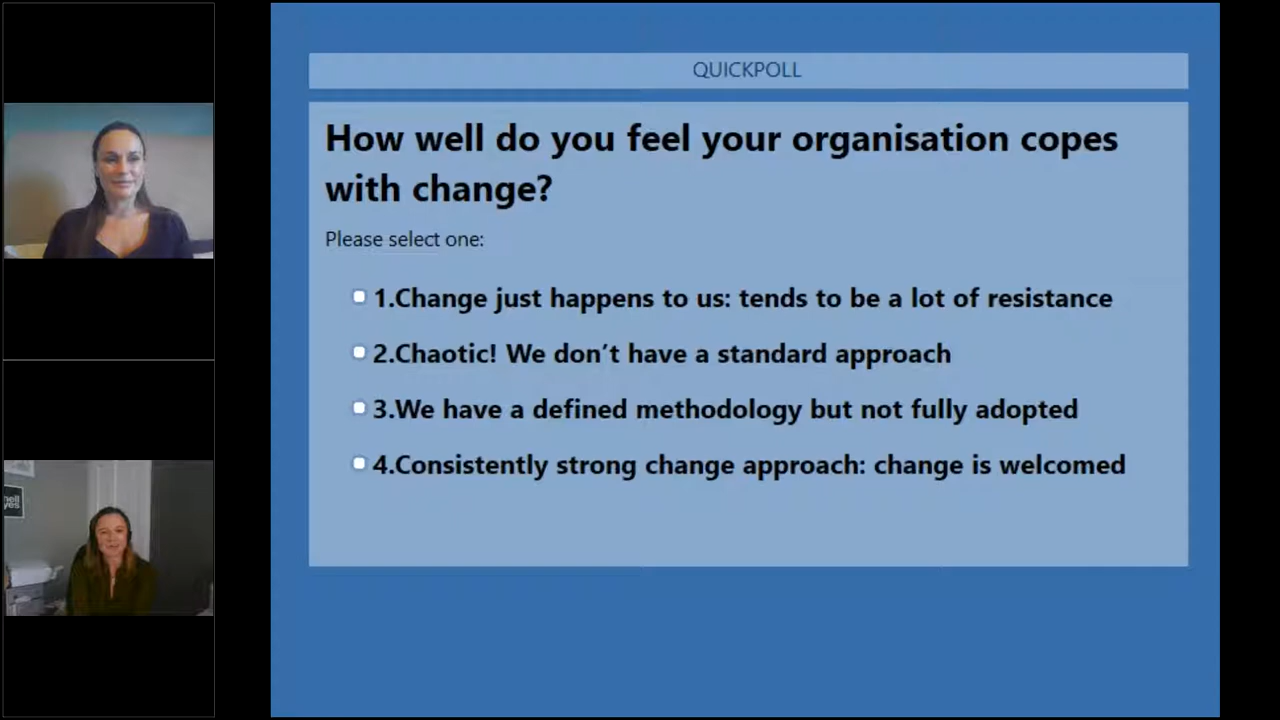 QUICKPOLL
How well do you feel your organisation copes
with change?
Please select one:
1.Change just happens to us: tends to be a lot of resistance
2.Chaotic! We don’t have a standard approach
3.We have a defined methodology but not fully adopted
4.Consistently strong change approach: change is welcomed
hell
yes